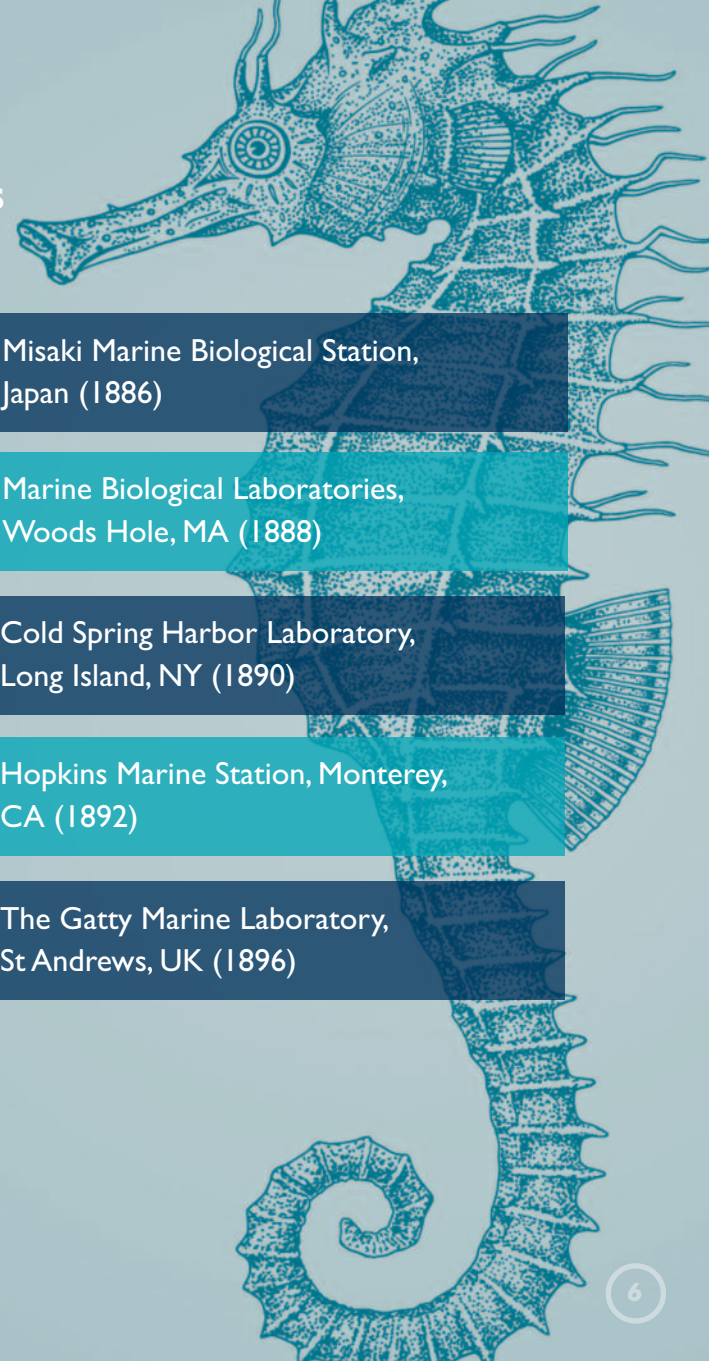 s
Misaki Marine Biological Station,
Japan (1886)
Marine Biological Laboratories,
Woods Hole, MA (1888)
Cold Spring Harbor Laboratory,
Long Island, NY (1890)
Hopkins Marine Station, Monterey,
CA (1892)
The Gatty Marine Laboratory,
St Andrews, UK (1896)
6